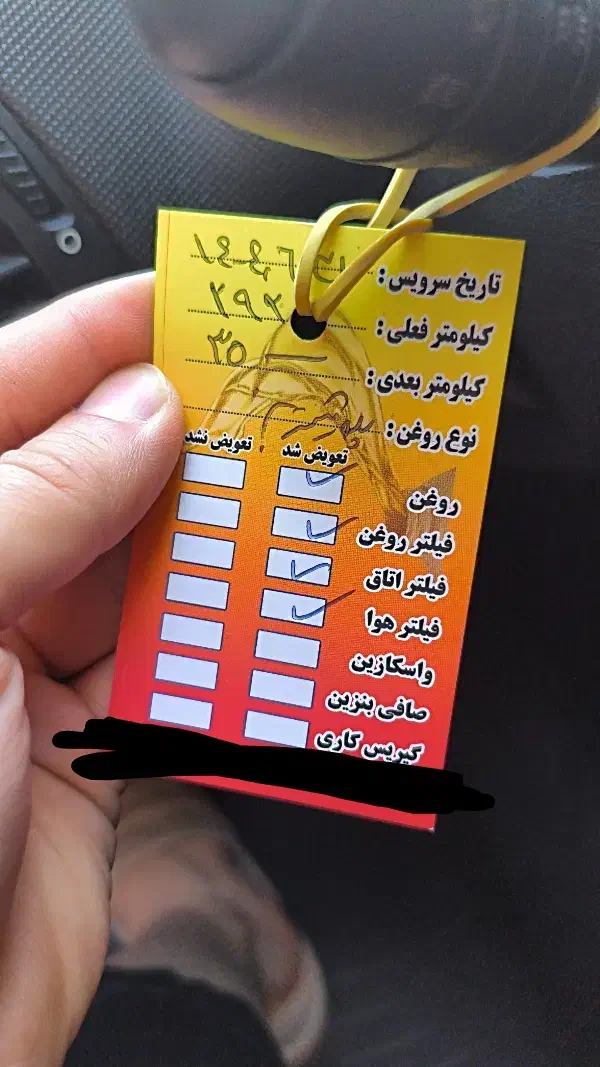 تاریخ سرویس :
کیلومتر فعلی :
کیلومتر بعدی :
نوع روغن :
تعویض شد تعویض نشد
روغن
فیلتر روغن
فیلتر اتاق
فیلتر هوا
واسکازین
صافی بنزین
گیریس کاری